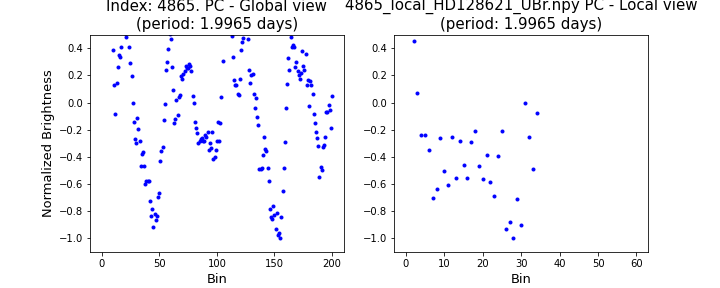 Index: 4865. PC - Global view
(period: 1.9965 days)
4865_local_HD128621_UBr.npy PC - Local view
(period: 1.9965 days)
Normalized Brightness
0.4
0.2
0.0
−0.2
−0.4
−0.6
−0.8
−1.0
0 50 100 150 200
Bin
0.4
0.2
0.0
−0.2
−0.4
−0.6
−0.8
−1.0
0 10 20 30 40 50 60
Bin